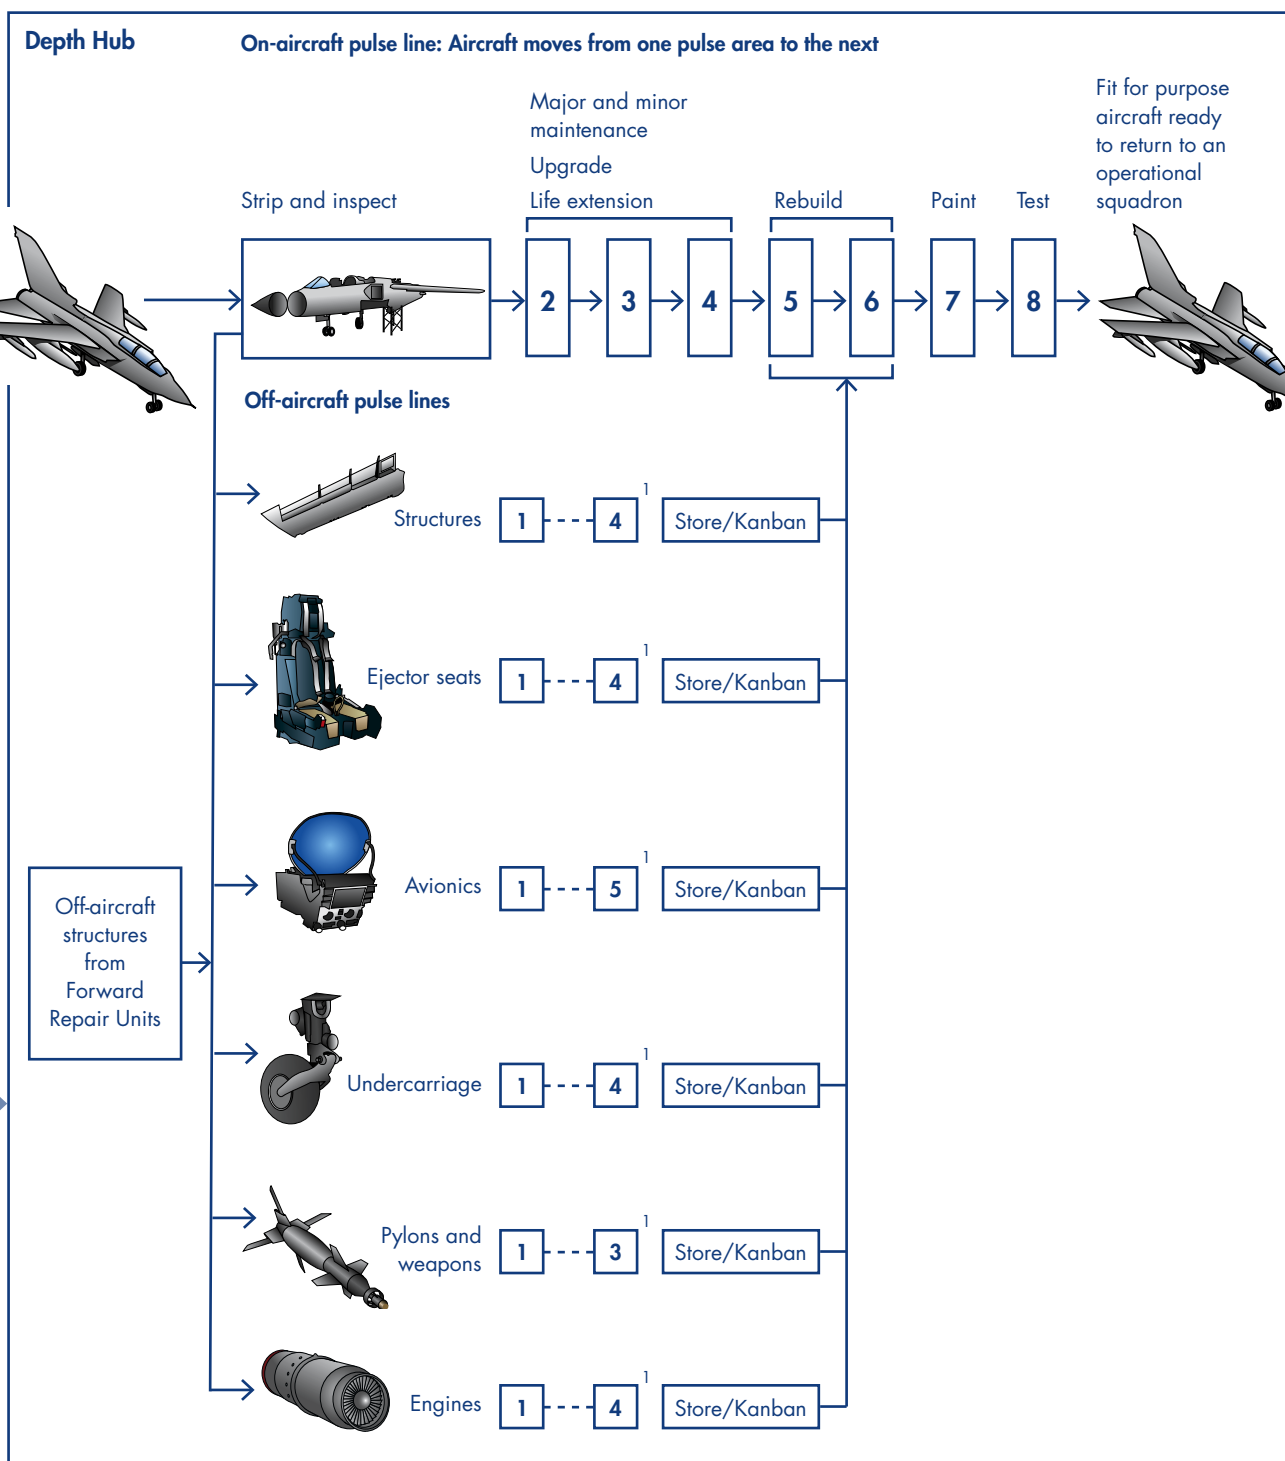 Depth Hub
On-aircraft pulse line: Aircraft moves from one pulse area to the next
Strip and inspect
Major and minor
maintenance
Upgrade
Life extension
Rebuild
Paint
Test
Fit for purpose
aircraft ready
to return to an
operational
squadron
2
3
4
5
6
7
8
Off-aircraft pulse lines
Structures
1
4
1
Store/Kanban
Ejector seats
1
4
1
Store/Kanban
Avionics
1
5
1
Store/Kanban
Off-aircraft
structures
from
Forward
Repair Units
Undercarriage
1
4
1
Store/Kanban
Pylons and
weapons
1
3
1
Store/Kanban
Engines
1
4
1
Store/Kanban